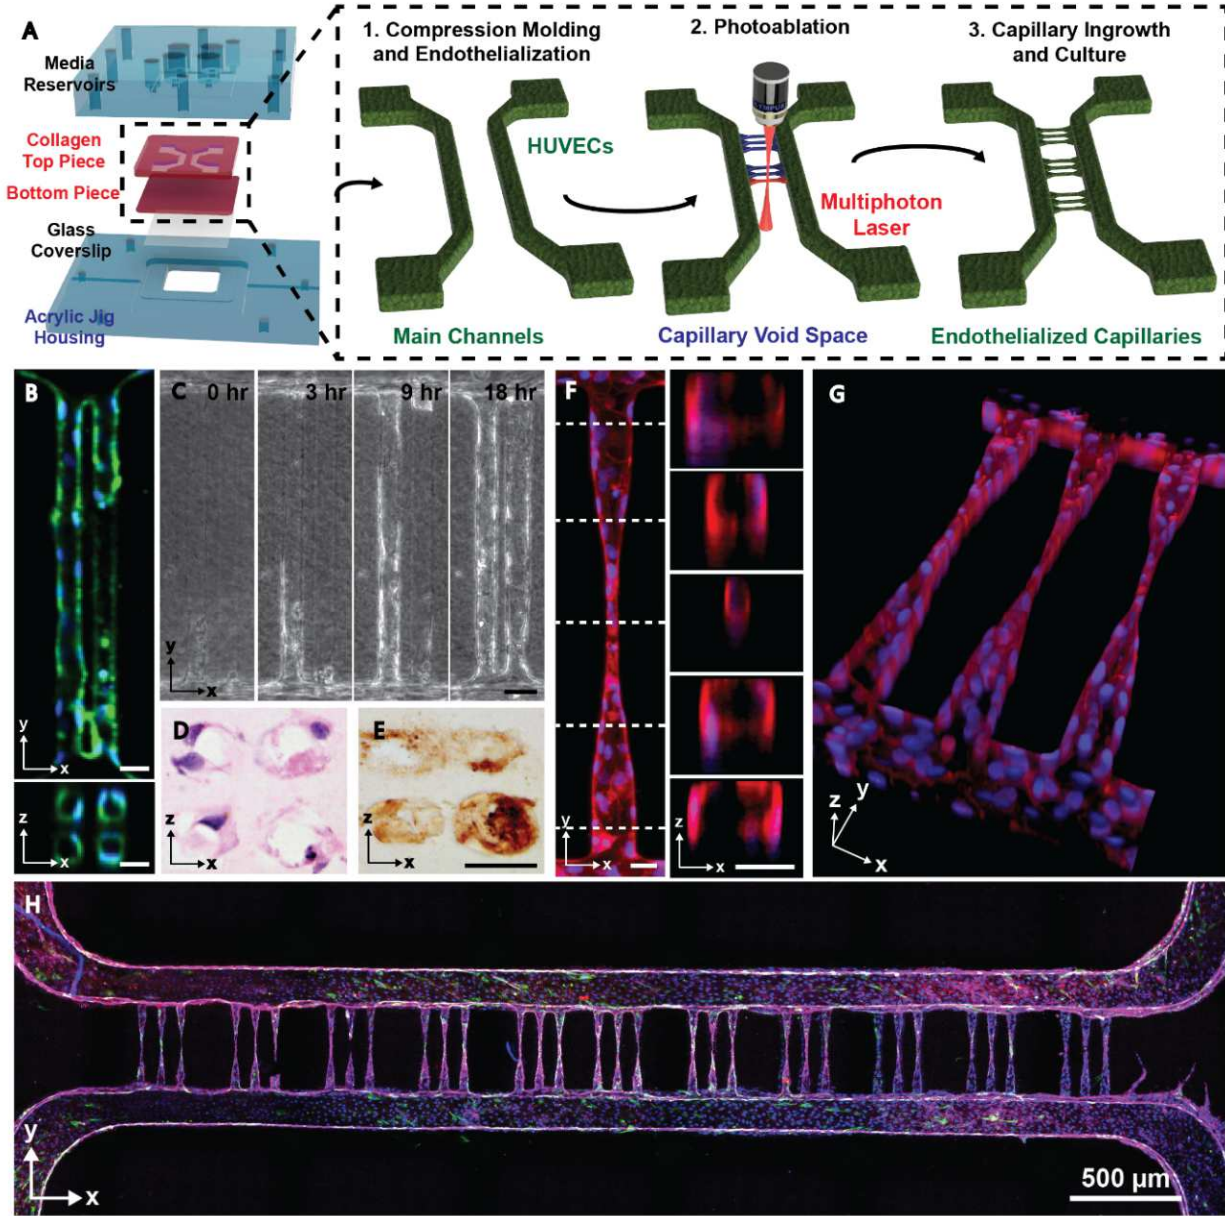 A
Media
Reservoirs
Collagen
Top Piece
Bottom Piece
Glass
Coverslip
Acrylic Jig
Housing
1. Compression Molding
and Endothelialization
2. Photoablation
3. Capillary Ingrowth
and Culture
HUVECs
Multiphoton
Laser
Main Channels
Capillary Void Space
Endothelialized Capillaries
B
y
x
z
x
C
0 hr
3 hr
9 hr
18 hr
y
x
D
z
x
E
z
x
F
y
x
z
x
G
z
y
x
H
y
x
500 µm